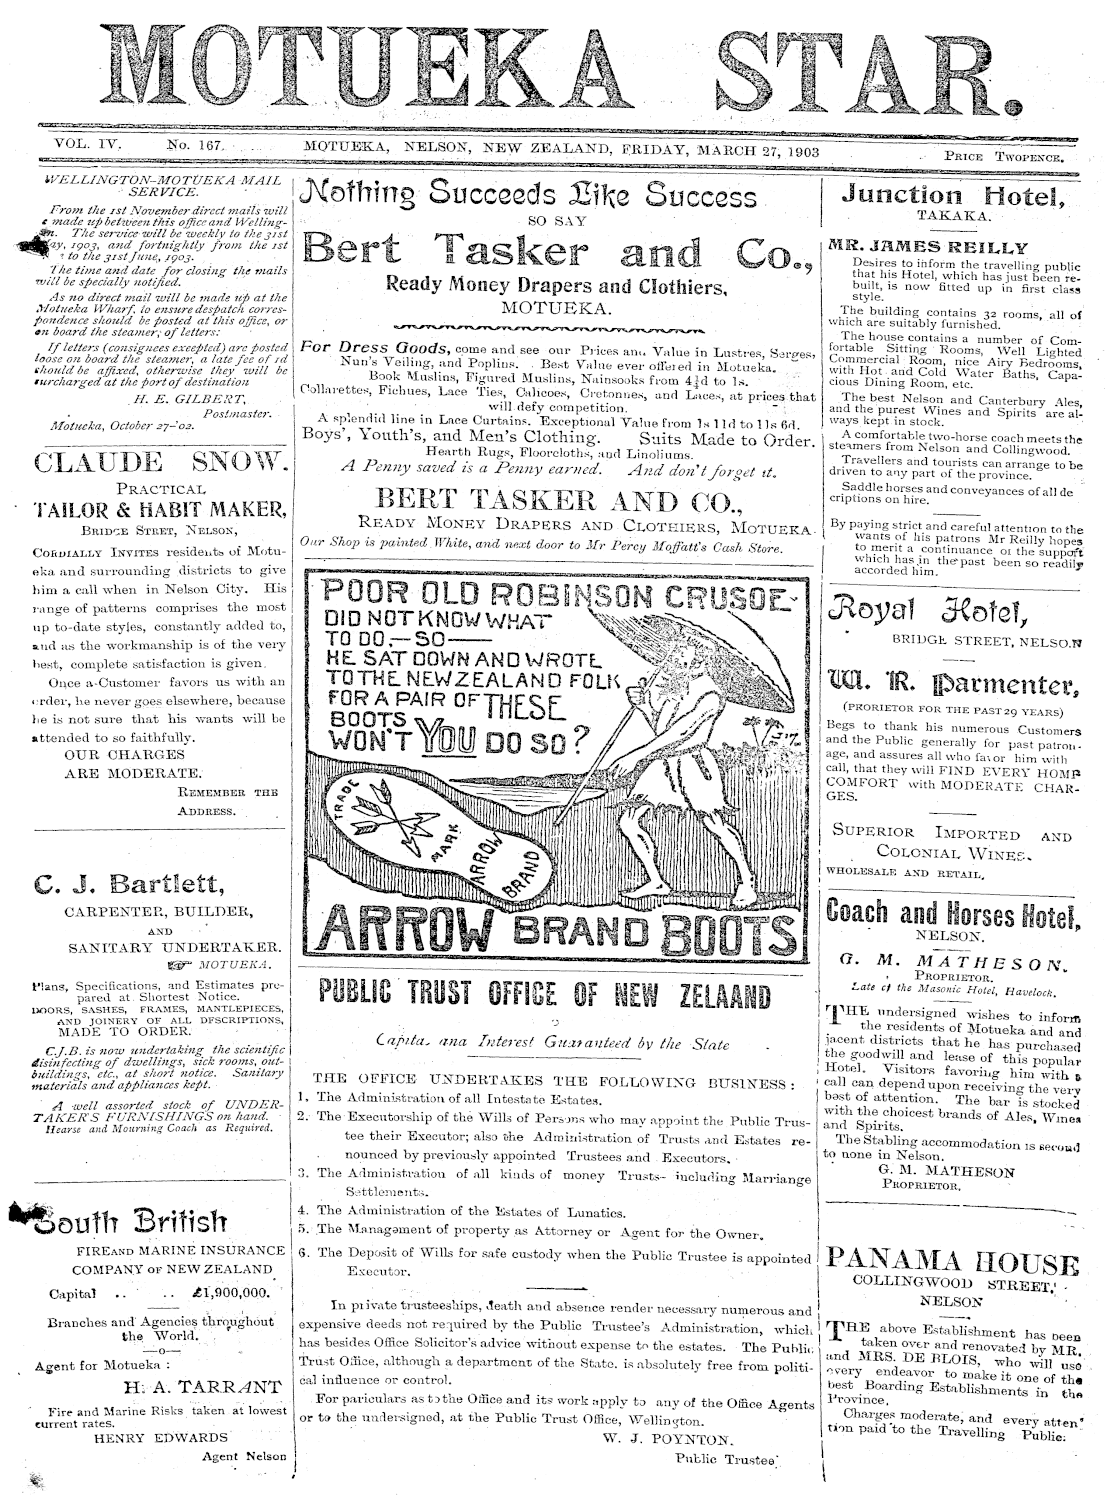 MOTUEKA STAR.
VOL. IV. No. 167. MOTUEKA, NELSON, NEW ZEALAND, FRIDAY, MARCH 27, 1903 PRICE TWOPENCE.
WELLINGTON-MOTUEKA MAIL
SERVICE.
From the 1st November direct mails will
made up between this office and Welling-
The service will be weekly to the 31st
1903, and fortnightly from the 1st
to the 31st June, 1903.
The time and date for closing the mails
will be specially notified.
As no direct mail will be made up at the
Motueka Wharf, to ensure despatch corres-
pondence should be posted at this office, or
on board the steamer; of letters:
If letters (consignees excepted) are posted
loose on board the steamer, a late fee of 1d
should be affixed, otherwise they will be
surcharged at the port of destination
H. E. GILBERT,
Postmaster.
Motueka, October 27-'02.
CLAUDE SNOW.
PRACTICAL
TAILOR & HABIT MAKER,
BRIDGE STRET, NELSON,
CORDIALLY INVITES residents of Motu-
eka and surrounding districts to give
him a call when in Nelson City. His
range of patterns comprises the most
up to-date styles, constantly added to,
and as the workmanship is of the very
best, complete satisfaction is given.
Once a Customer favors us with an
order, he never goes elsewhere, because
he is not sure that his wants will be
attended to so faithfully.
OUR CHARGES
ARE MODERATE.
REMEMBER THE
ADDRESS.
C. J. Bartlett,
CARPENTER, BUILDER,
AND
SANITARY UNDERTAKER.
☞ MOTUEKA.
Plans, Specifications, and Estimates pre-
pared at Shortest Notice.
DOORS, SASHES, FRAMES, MANTLEPIECES,
AND JOINERY OF ALL DESCRIPTIONS,
MADE TO ORDER.
C.J.B. is now undertaking the scientific
disinfecting of dwellings, sick rooms, out-
buildings, etc., at short notice. Sanitary
materials and appliances kept.
A well assorted stock of UNDER-
TAKER'S FURNISHINGS on hand.
Hearse and Mourning Coach as Required.
South British
FIRE AND MARINE INSURANCE
COMPANY OF NEW ZEALAND
Capital .. .. £1,900,000.
Branches and Agencies throughout
the World.
—o—
Agent for Motueka :
H. A. TARRANT
Fire and Marine Risks taken at lowest
current rates.
HENRY EDWARDS
Agent Nelson
Nothing Succeeds Like Success
SO SAY
Bert Tasker and Co.,
Ready Money Drapers and Clothiers,
MOTUEKA.
For Dress Goods, come and see our Prices and Value in Lustres, Serges,
Nun's Veiling, and Poplins. Best Value ever offered in Motueka.
Book Muslins, Figured Muslins, Nainsooks from 4½d to 1s.
Collarettes, Fichues, Lace Ties, Calicoes, Cretonnes, and Laces, at prices that
will defy competition.
A splendid line in Lace Curtains. Exceptional Value from 1s 11d to 11s 6d.
Boys', Youth's, and Men's Clothing. Suits Made to Order.
Hearth Rugs, Floorcloths, and Linoliums.
A Penny saved is a Penny earned. And don't forget it.
BERT TASKER AND CO.,
READY MONEY DRAPERS AND CLOTHIERS, MOTUEKA.
Our Shop is painted White, and next door to Mr Percy Moffatt's Cash Store.
POOR OLD ROBINSON CRUSOE-
DID NOT KNOW WHAT
TO DO,—SO—
HE SAT DOWN AND WROTE
TO THE NEW ZEALAND FOLK
FOR A PAIR OF THESE
BOOTS
WON'T YOU DO SO?
TRADE
MARK
ARROW
BRAND
ARROW BRAND BOOTS
PUBLIC TRUST OFFICE OF NEW ZELAAND
Capital and Interest Guaranteed by the State
THE OFFICE UNDERTAKES THE FOLLOWING BUSINESS :
1. The Administration of all Intestate Estates.
2. The Executorship of the Wills of Persons who may appoint the Public Trus-
tee their Executor; also the Administration of Trusts and Estates re-
nounced by previously appointed Trustees and Executors.
3. The Administration of all kinds of money Trusts- including Marriange
Settlements.
4. The Administration of the Estates of Lunatics.
5. The Management of property as Attorney or Agent for the Owner.
6. The Deposit of Wills for safe custody when the Public Trustee is appointed
Executor.
In private trusteeships, death and absence render necessary numerous and
expensive deeds not required by the Public Trustee's Administration, which
has besides Office Solicitor's advice without expense to the estates. The Public
Trust Office, although a department of the State, is absolutely free from politi-
cal influence or control.
For pariculars as to the Office and its work apply to any of the Office Agents
or to the undersigned, at the Public Trust Office, Wellington.
W. J. POYNTON.
Public Trustee
Junction Hotel,
TAKAKA.
MR. JAMES REILLY
Desires to inform the travelling public
that his Hotel, which has just been re-
built, is now fitted up in first class
style.
The building contains 32 rooms, all of
which are suitably furnished.
The house contains a number of Com-
fortable Sitting Rooms, Well Lighted
Commercial Room, nice Airy Bedrooms,
with Hot and Cold Water Baths, Capa-
cious Dining Room, etc.
The best Nelson and Canterbury Ales,
and the purest Wines and Spirits are al-
ways kept in stock.
A comfortable two-horse coach meets the
steamers from Nelson and Collingwood.
Travellers and tourists can arrange to be
driven to any part of the province.
Saddle horses and conveyances of all de
criptions on hire.
By paying strict and careful attention to the
wants of his patrons Mr Reilly hopes
to merit a continuance of the support
which has in the past been so readily
accorded him.
Royal Hotel,
BRIDGE STREET, NELSON
W. R. Parmenter,
(PRORIETOR FOR THE PAST 29 YEARS)
Begs to thank his numerous Customers
and the Public generally for past patron-
age, and assures all who favor him with
call, that they will FIND EVERY HOME
COMFORT with MODERATE CHAR-
GES.
SUPERIOR IMPORTED AND
COLONIAL WINES.
WHOLESALE AND RETAIL.
Coach and Horses Hotel,
NELSON.
G. M. MATHESON.
PROPRIETOR.
Late of the Masonic Hotel, Havelock.
THE undersigned wishes to inform
the residents of Motueka and and
jacent districts that he has purchased
the goodwill and lease of this popular
Hotel. Visitors favoring him with a
call can depend upon receiving the very
best of attention. The bar is stocked
with the choicest brands of Ales, Wines
and Spirits.
The Stabling accommodation is second
to none in Nelson.
G. M. MATHESON
PROPRIETOR.
PANAMA HOUSE
COLLINGWOOD STREET,
NELSON
THE above Establishment has been
taken over and renovated by MR.
and MRS. DE BLOIS, who will use
every endeavor to make it one of the
best Boarding Establishments in the
Province.
Charges moderate, and every atten
tion paid to the Travelling Public.